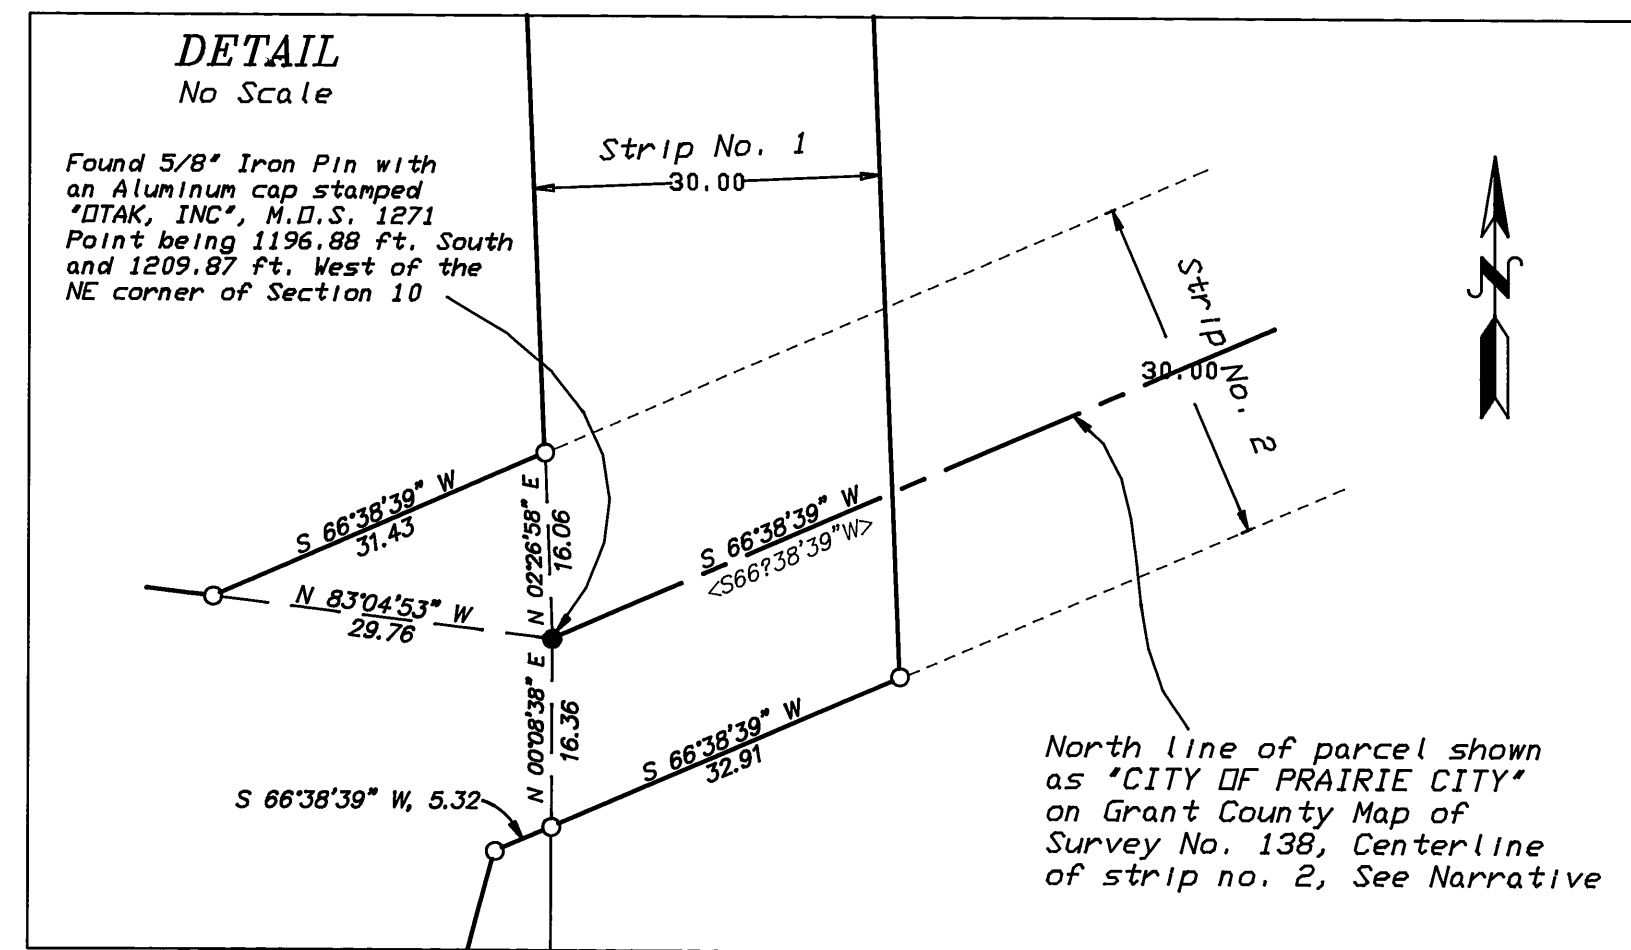 DETAIL
No Scale
Found 5/8" Iron Pin with
an Aluminum cap stamped
"OTAK, INC", M.O.S. 1271
Point being 1196.88 ft. South
and 1209.87 ft. West of the
NE corner of Section 10
Strip No. 1
30.00
Strip No. 2
30.00
N
S 66°38'39" W
31.43
N 02°26'58" E
16.06
S 66°38'39" W
<S66?38'39"W>
N 83°04'53" W
29.76
N 00°08'38" E
16.36
S 66°38'39" W
32.91
S 66°38'39" W, 5.32
North line of parcel shown
as "CITY OF PRAIRIE CITY"
on Grant County Map of
Survey No. 138, Centerline
of strip no. 2, See Narrative